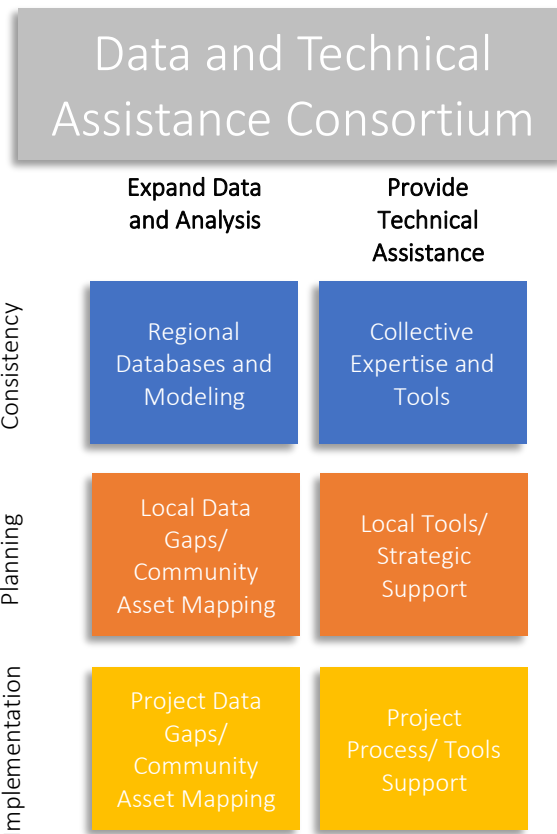 Data and Technical
Assistance Consortium
Expand Data
and Analysis
Provide
Technical
Assistance
Consistency
Regional
Databases and
Modeling
Collective
Expertise and
Tools
Planning
Local Data
Gaps/
Community
Asset Mapping
Local Tools/
Strategic
Support
Implementation
Project Data
Gaps/
Community
Asset Mapping
Project
Process/ Tools
Support